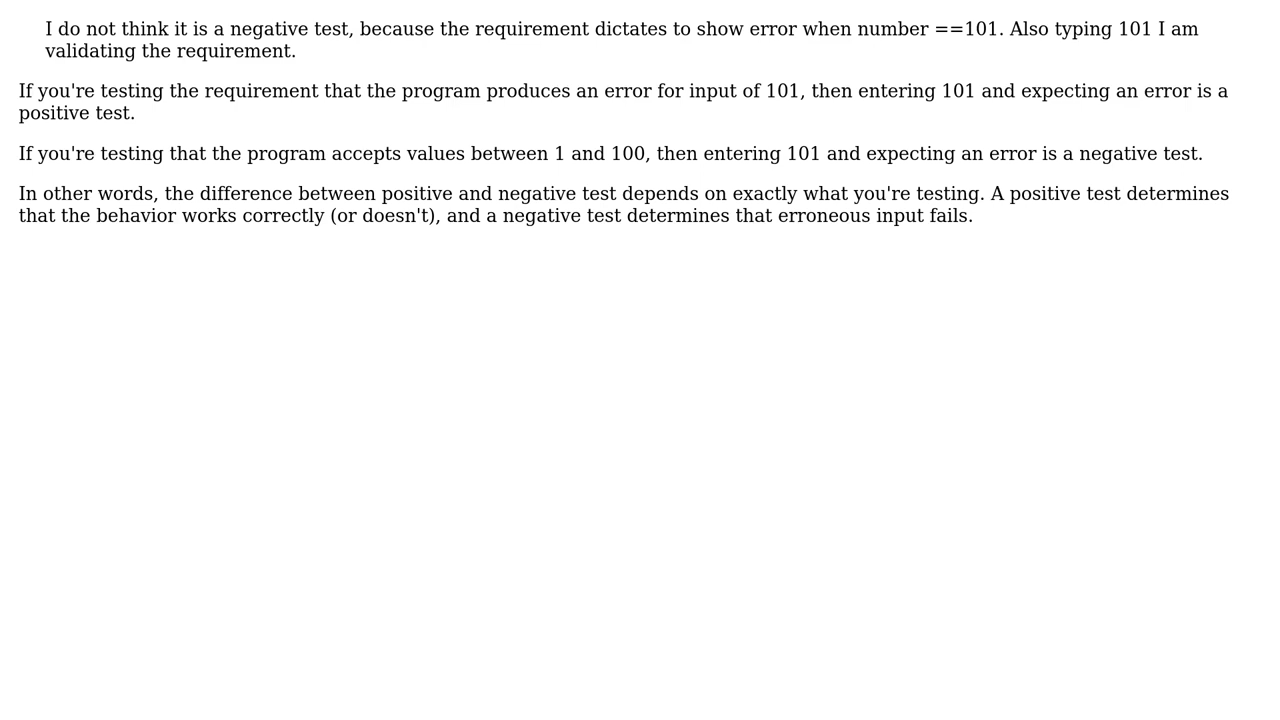 I do not think it is a negative test, because the requirement dictates to show error when number ==101. Also typing 101 I am
validating the requirement.
If you're testing the requirement that the program produces an error for input of 101, then entering 101 and expecting an error is a
positive test.
If you're testing that the program accepts values between 1 and 100, then entering 101 and expecting an error is a negative test.
In other words, the difference between positive and negative test depends on exactly what you're testing. A positive test determines
that the behavior works correctly (or doesn't), and a negative test determines that erroneous input fails.